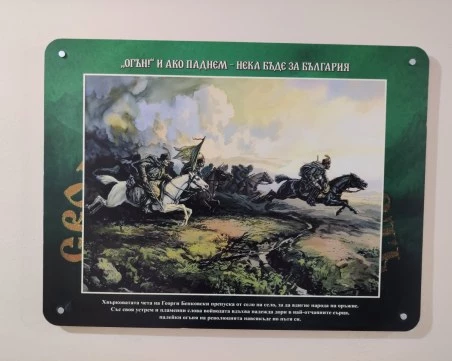 „ОГЪН!“ И АКО ПАДНЕМ – НЕКА БЪДЕ ЗА БЪЛГАРИЯ
СВО
Хвърковатата чета на Георги Бенковски препуска от село на село, за да вдигне народа на оръжие.
Със своя устрем и пламенни слова войводата вдъхва надежда дори в най-отчаяните сърца,
палейки огъня на революцията навсякъде по пътя си.